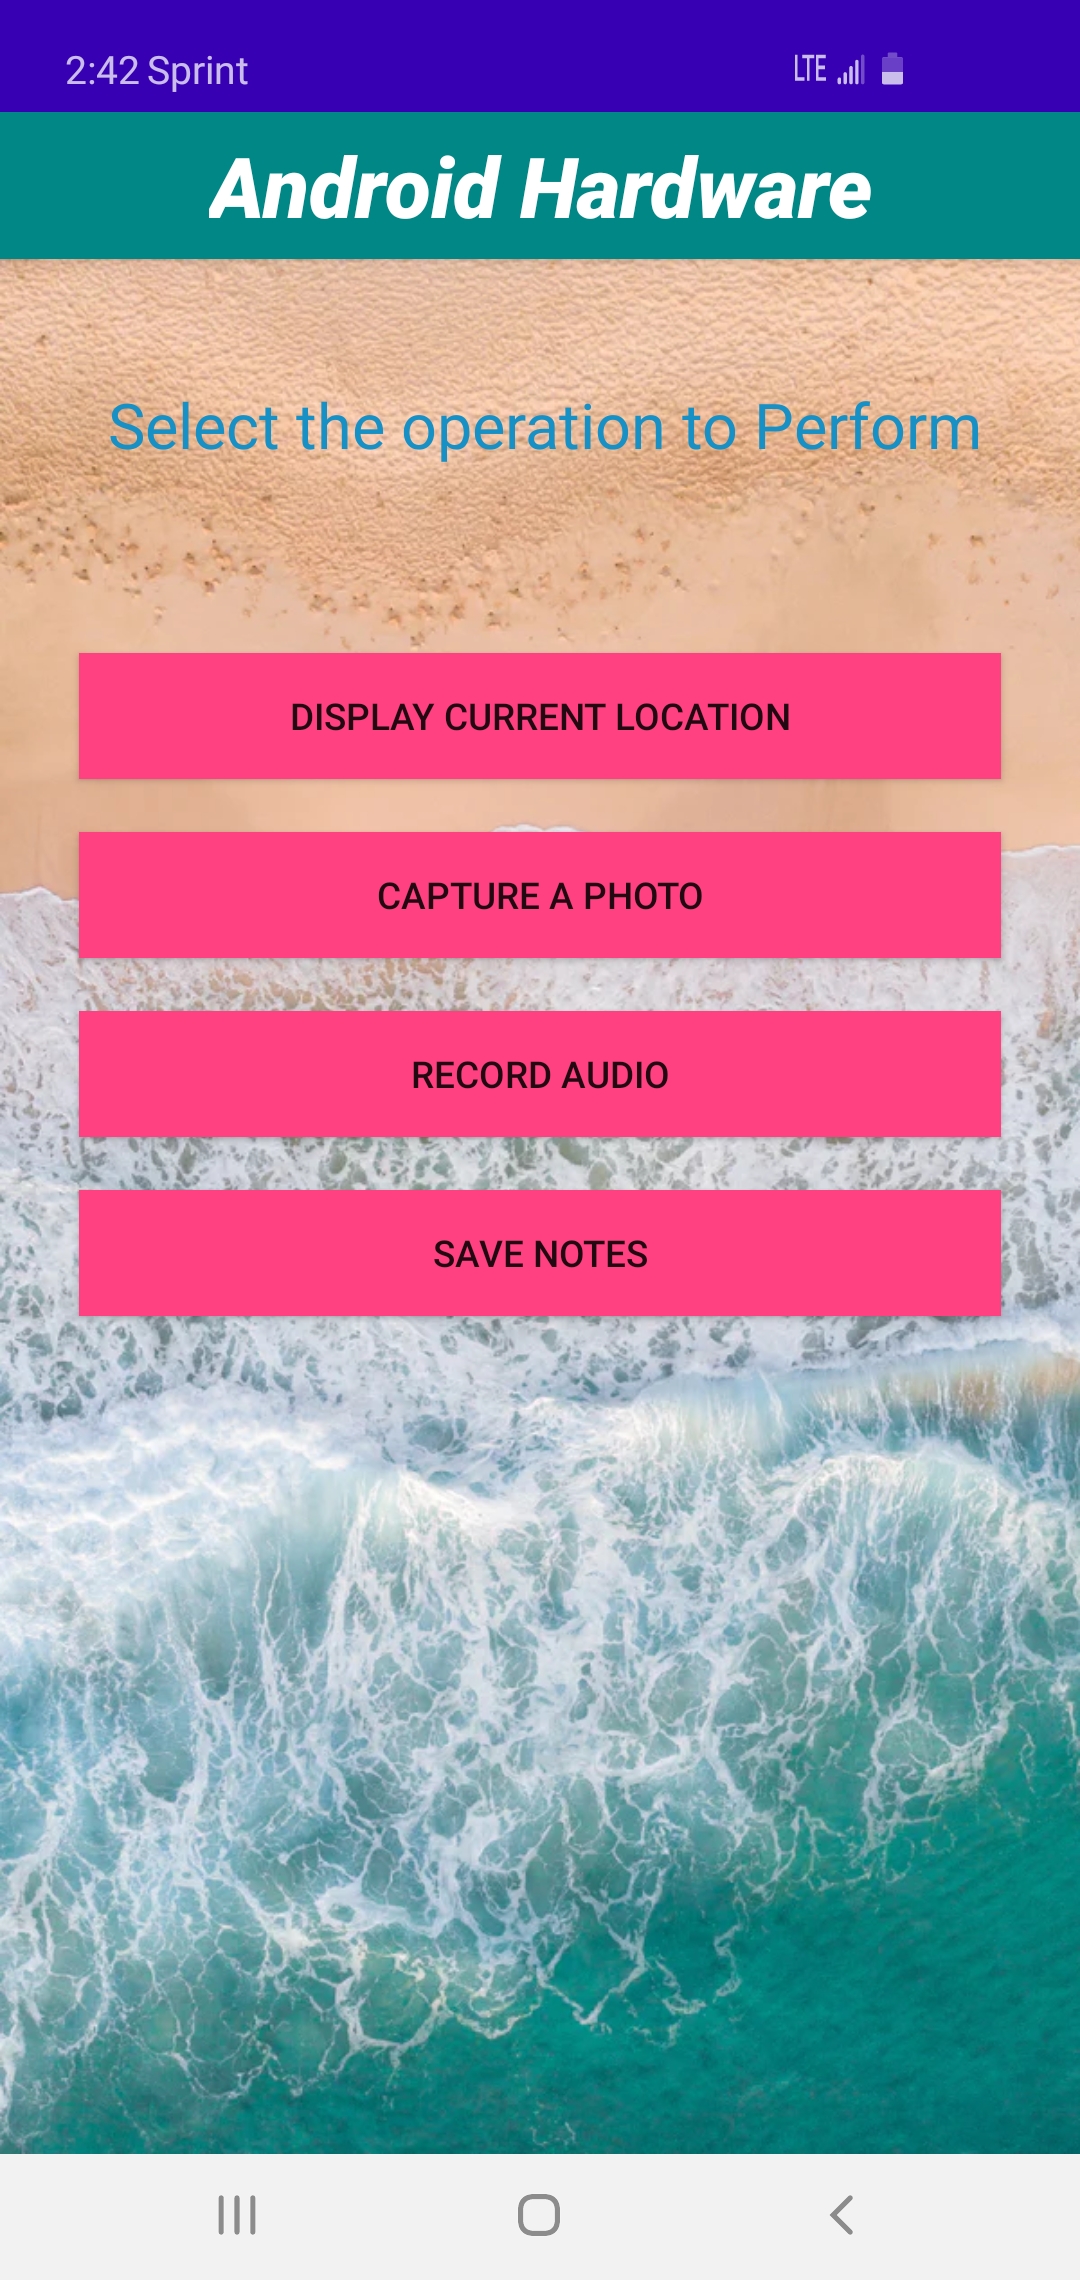 2:42 Sprint LTE
Android Hardware
Select the operation to Perform
DISPLAY CURRENT LOCATION
CAPTURE A PHOTO
RECORD AUDIO
SAVE NOTES